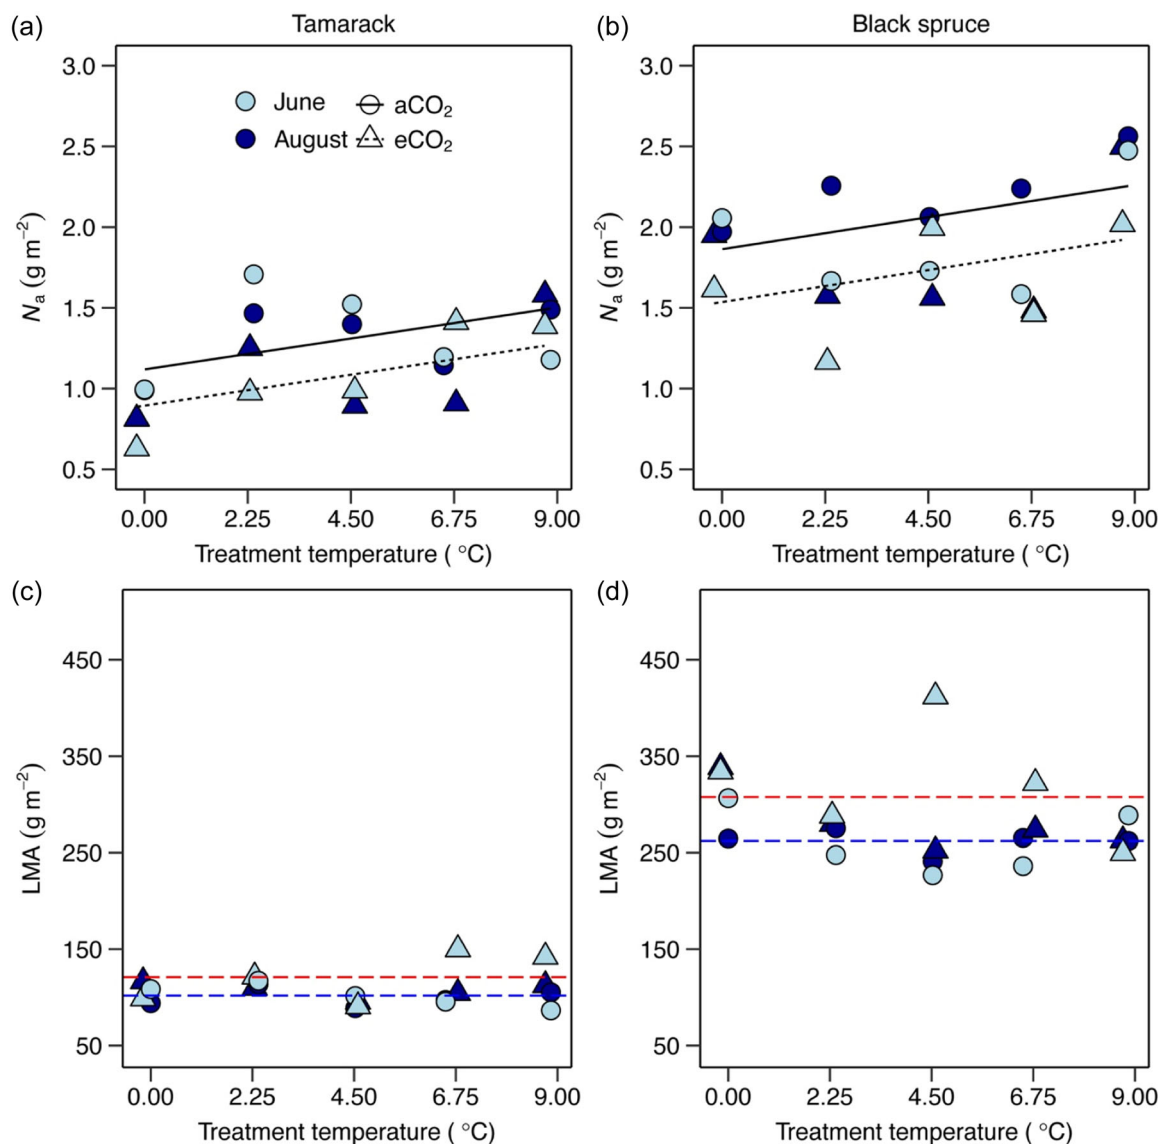 (a) Tamarack
(b) Black spruce
3.0
2.5
2.0
1.5
1.0
0.5
Nₐ (g m⁻²)
June aCO₂
August eCO₂
0.00 2.25 4.50 6.75 9.00
Treatment temperature ( °C)
3.0
2.5
2.0
1.5
1.0
0.5
Nₐ (g m⁻²)
0.00 2.25 4.50 6.75 9.00
Treatment temperature ( °C)
(c)
450
350
250
150
50
LMA (g m⁻²)
0.00 2.25 4.50 6.75 9.00
Treatment temperature ( °C)
(d)
450
350
250
150
50
LMA (g m⁻²)
0.00 2.25 4.50 6.75 9.00
Treatment temperature ( °C)